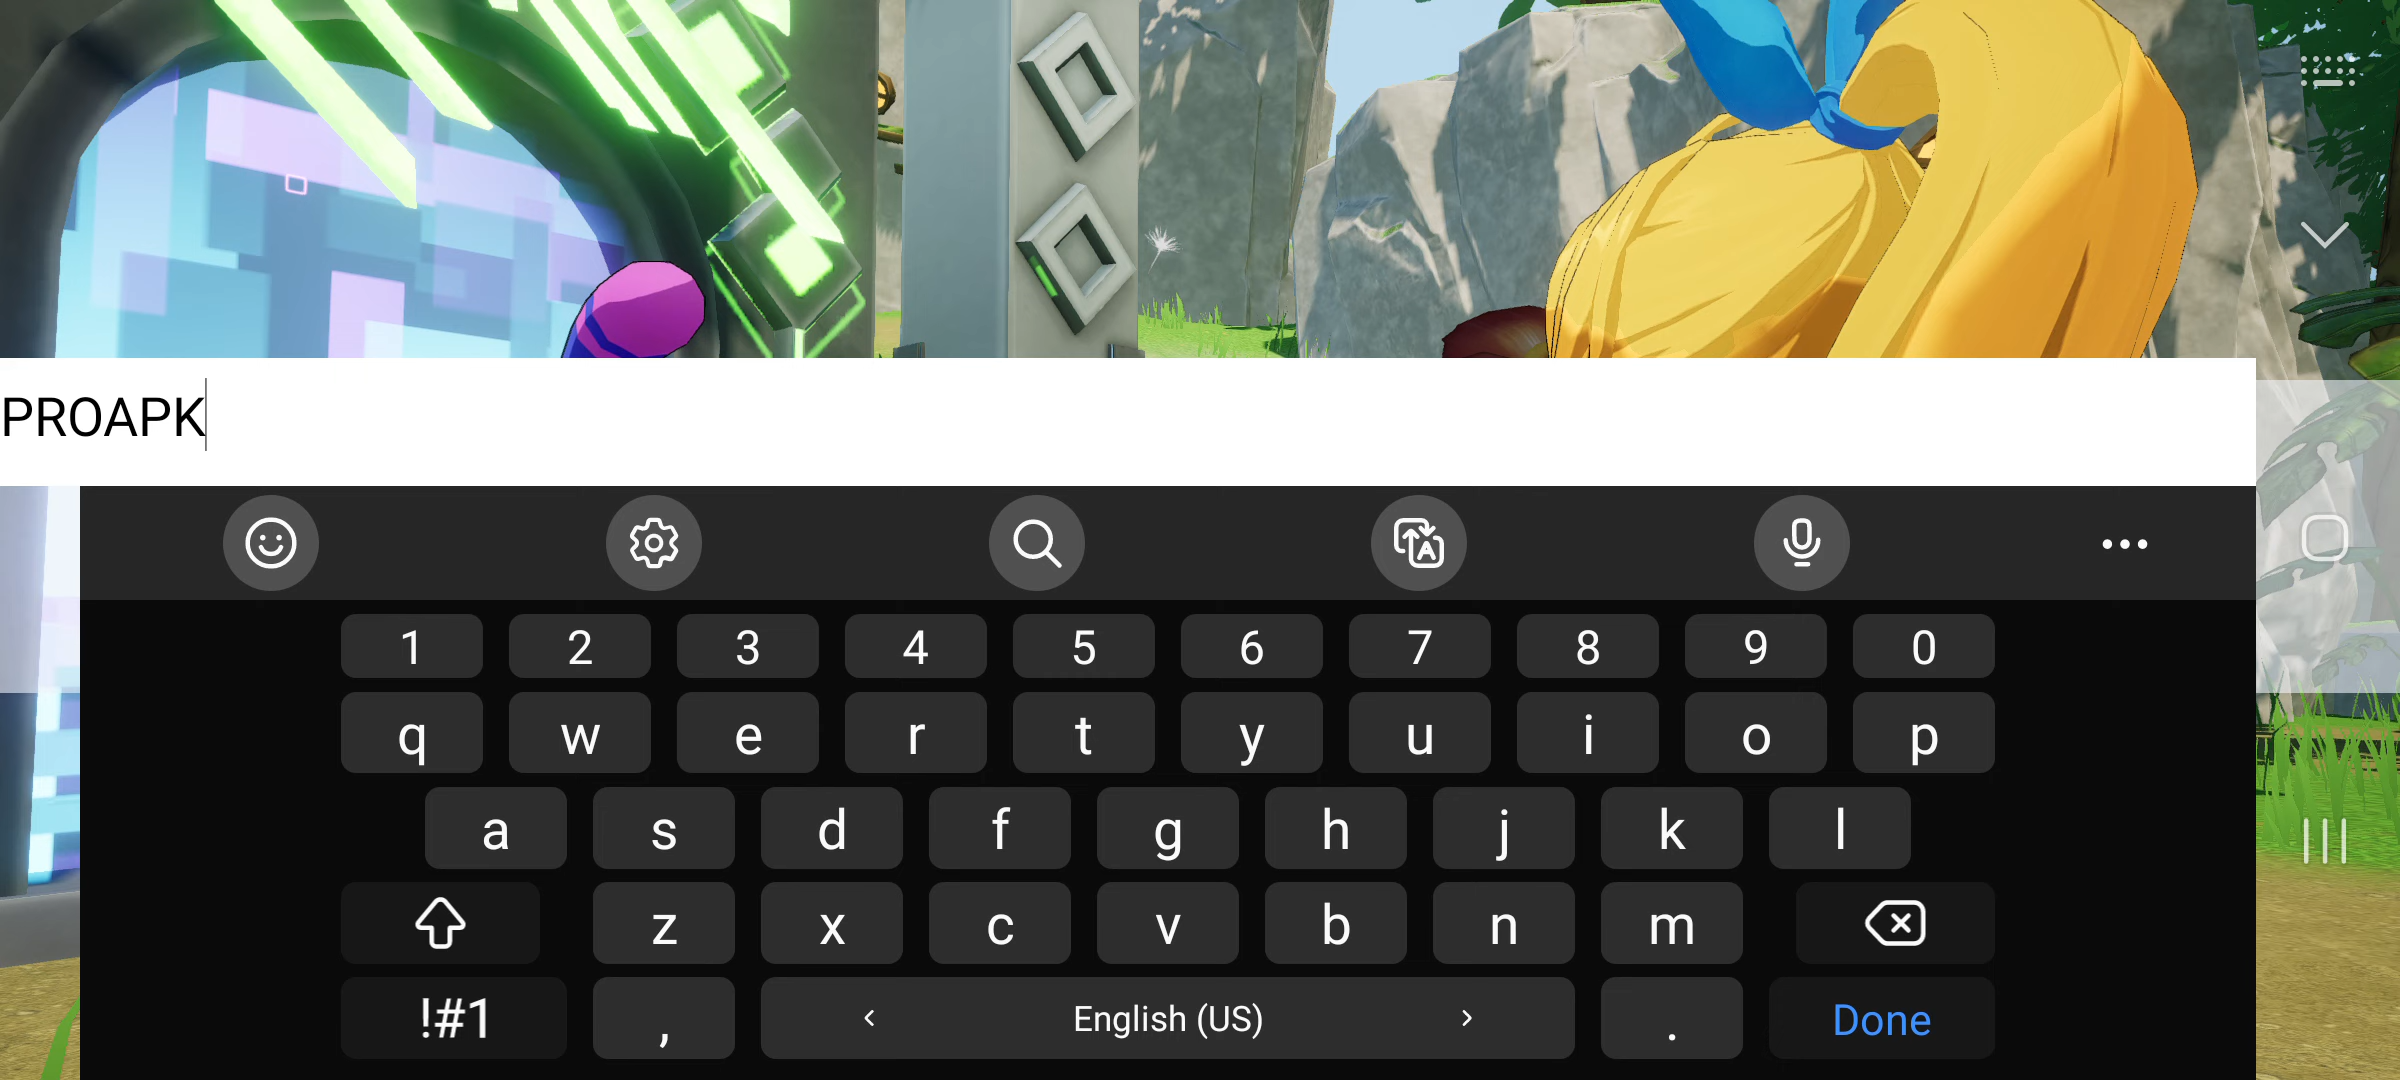 PROAPK
1 2 3 4 5 6 7 8 9 0
q w e r t y u i o p
a s d f g h j k l
z x c v b n m
!#1 , < English (US) > . Done